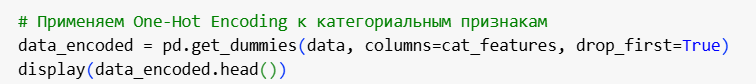 # Применяем One-Hot Encoding к категориальным признакам
data_encoded = pd.get_dummies(data, columns=cat_features, drop_first=True)
display(data_encoded.head())